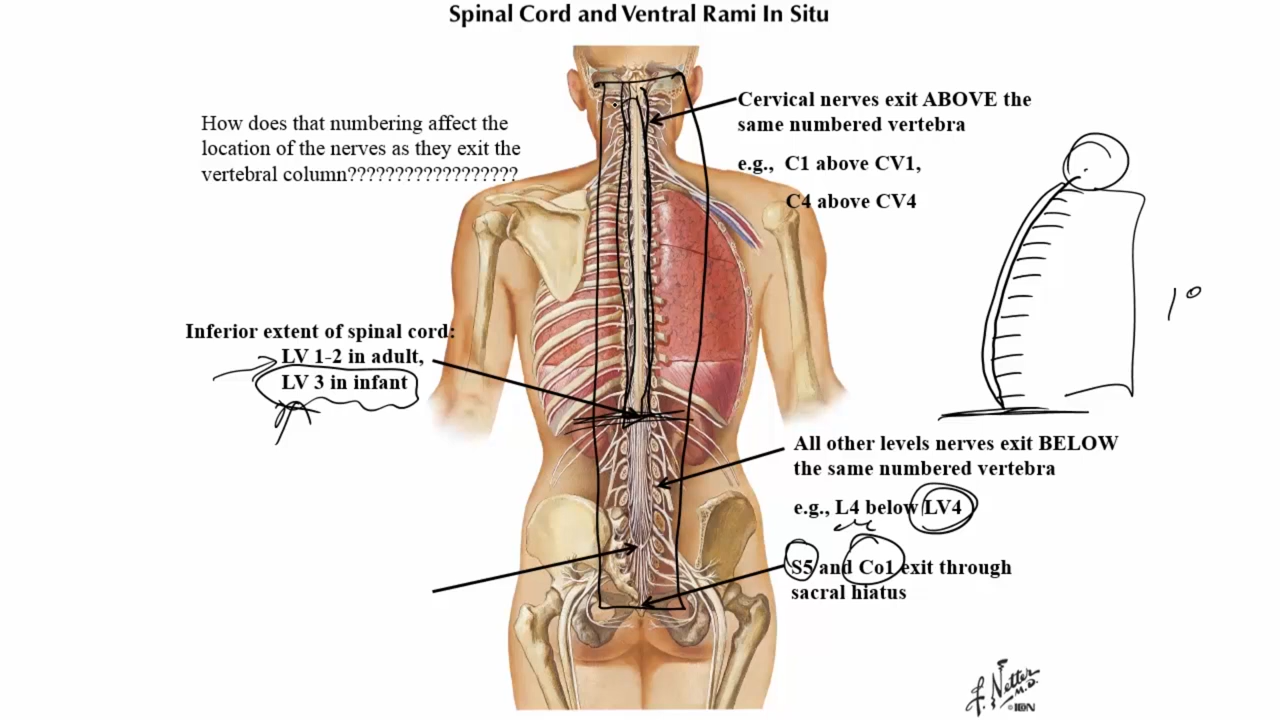 Spinal Cord and Ventral Rami In Situ
How does that numbering affect the
location of the nerves as they exit the
vertebral column???????????????????
Cervical nerves exit ABOVE the
same numbered vertebra
e.g., C1 above CV1,
C4 above CV4
1°
Inferior extent of spinal cord:
LV 1-2 in adult,
LV 3 in infant
All other levels nerves exit BELOW
the same numbered vertebra
e.g., L4 below LV4
S5 and Co1 exit through
sacral hiatus
F. Netter
M.D.